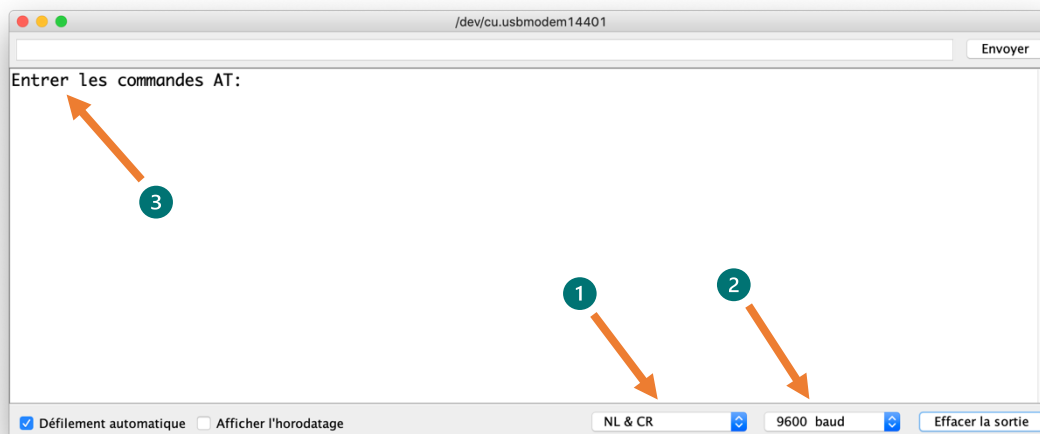 /dev/cu.usbmodem14401
Envoyer
Entrer les commandes AT:
3
1
2
Défilement automatique Afficher l'horodatage NL & CR 9600 baud Effacer la sortie